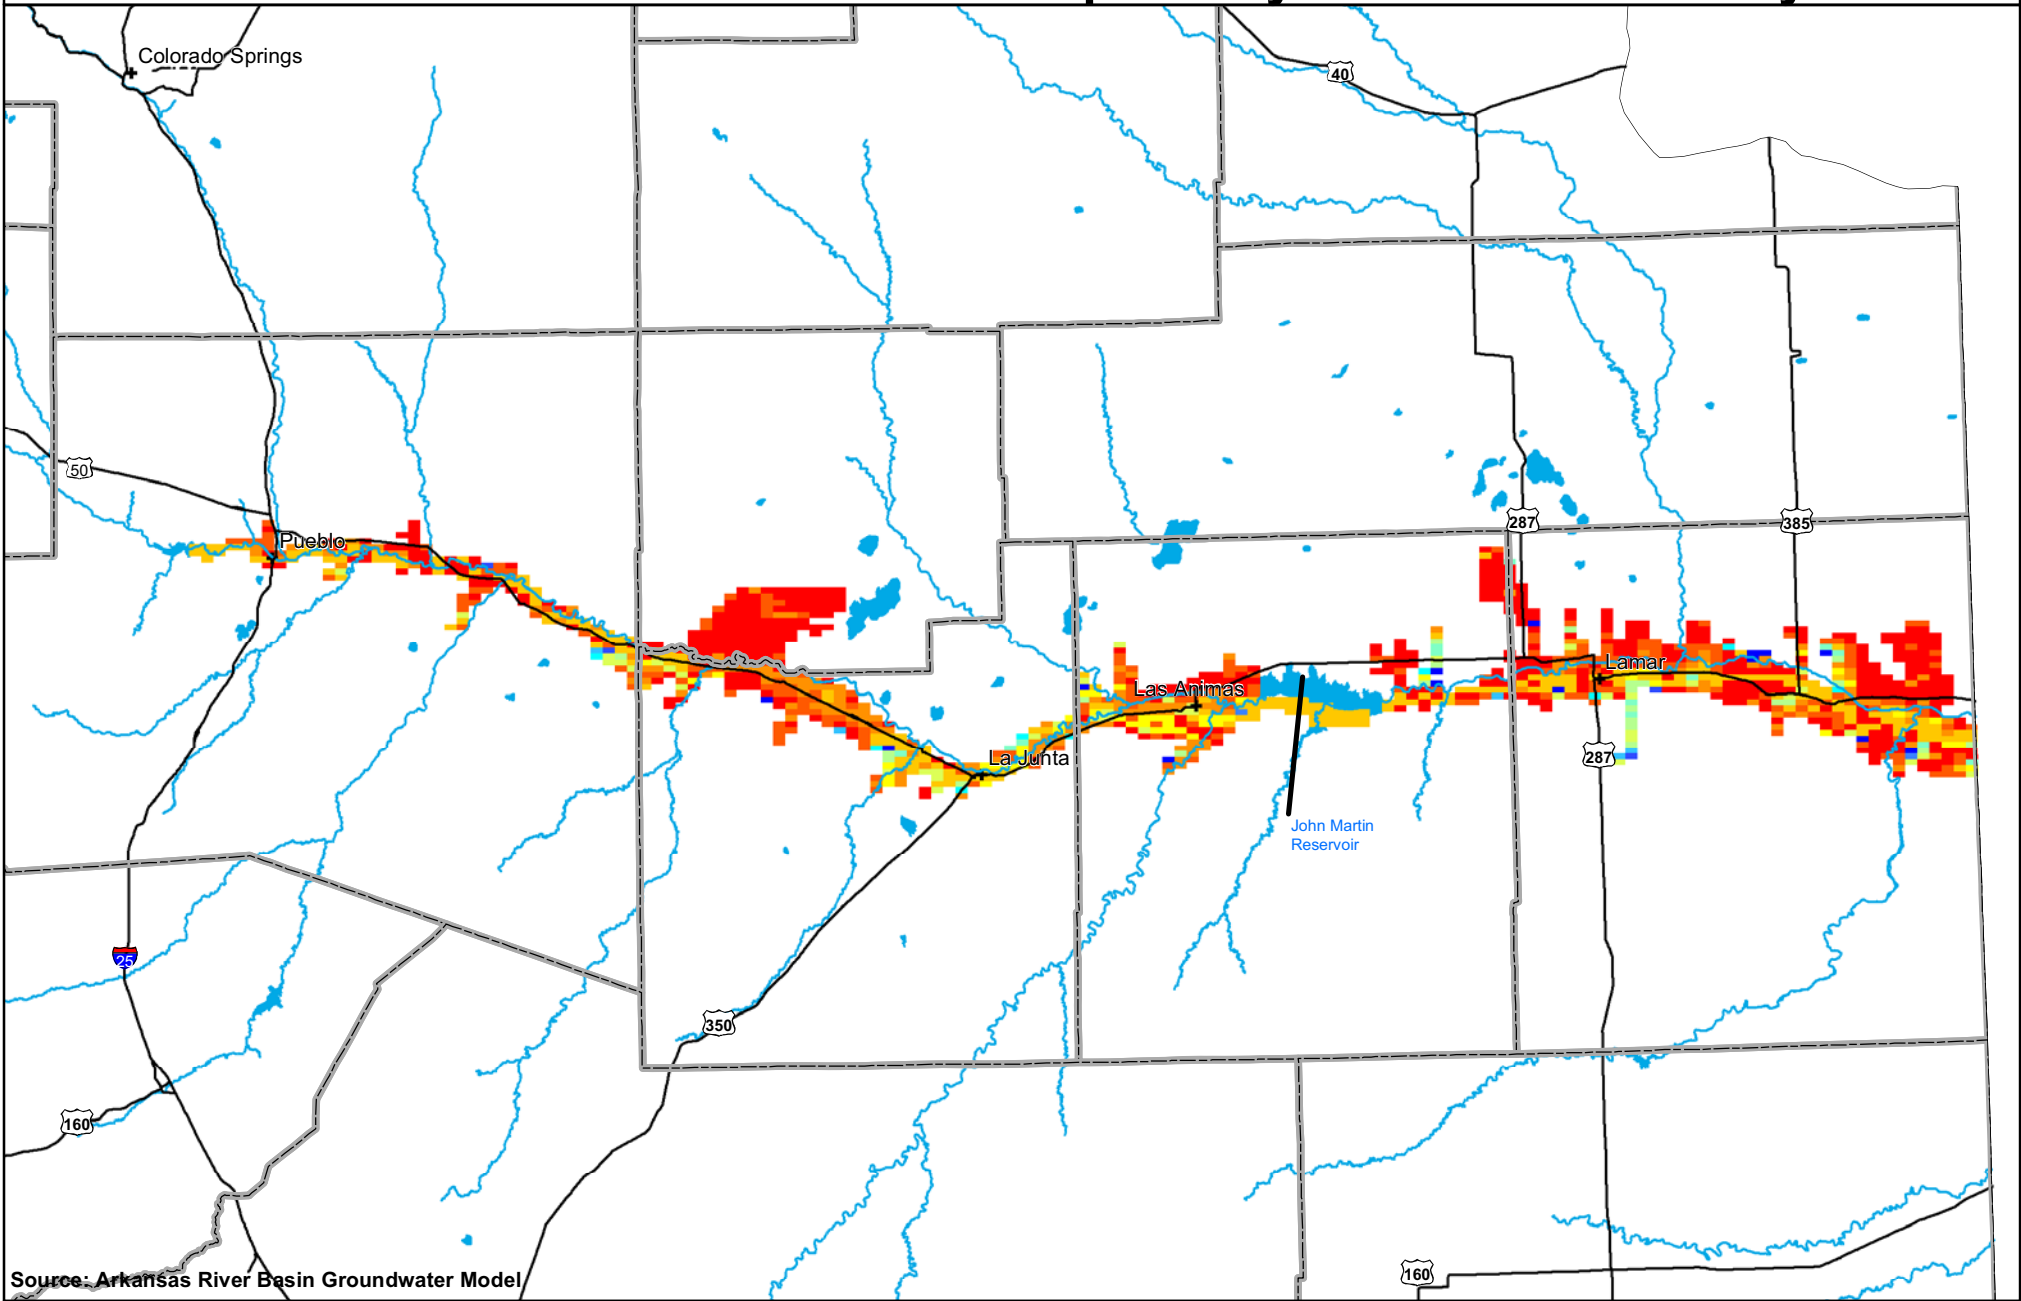 Colorado Springs
40
50
Pueblo
287
385
Lamar
Las Animas
La Junta
287
John Martin
Reservoir
25
350
160
160
Source: Arkansas River Basin Groundwater Model